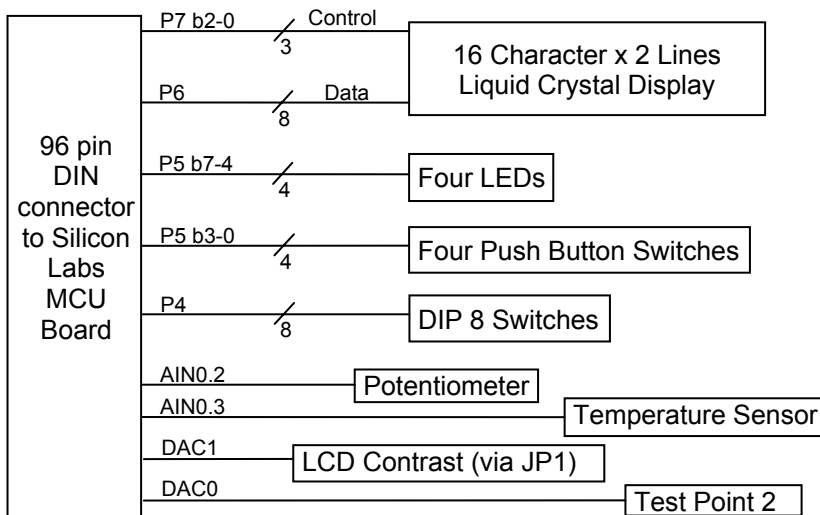 96 pin
DIN
connector
to Silicon
Labs
MCU
Board
P7 b2-0
3
Control
P6
8
Data
16 Character x 2 Lines
Liquid Crystal Display
P5 b7-4
4
Four LEDs
P5 b3-0
4
Four Push Button Switches
P4
8
DIP 8 Switches
AIN0.2
Potentiometer
AIN0.3
Temperature Sensor
DAC1
LCD Contrast (via JP1)
DAC0
Test Point 2